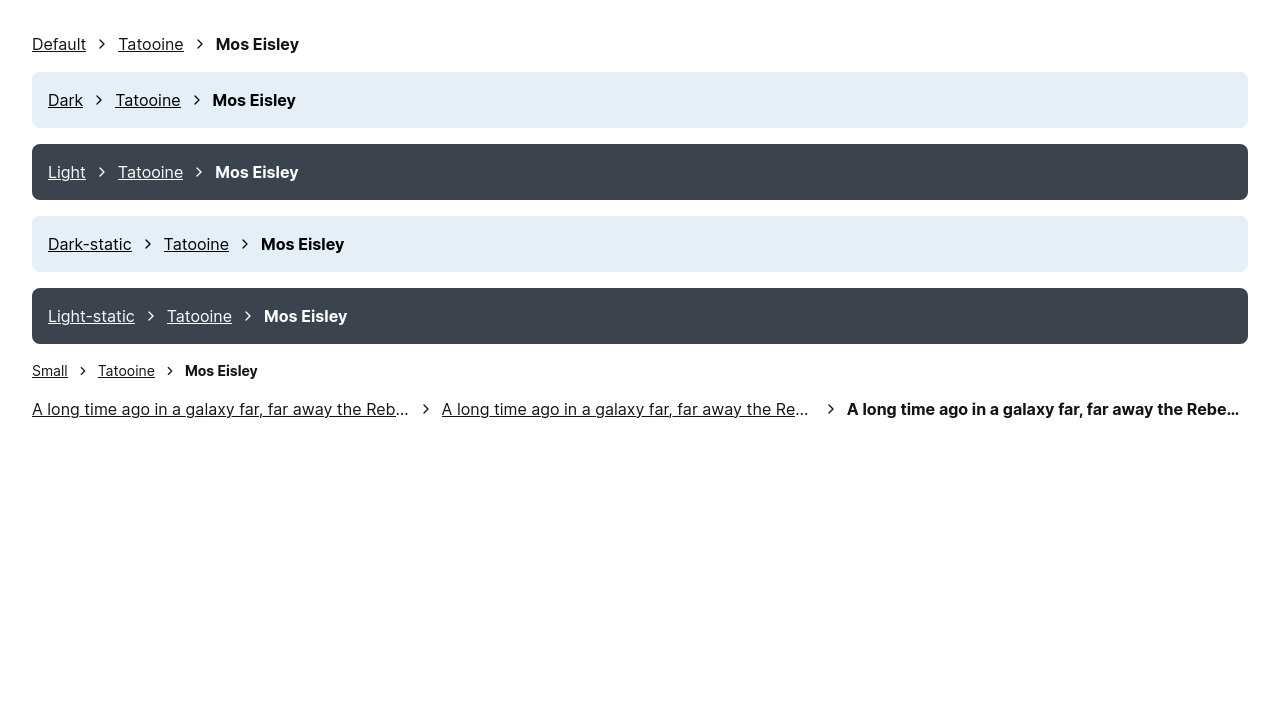 Default > Tatooine > Mos Eisley
Dark > Tatooine > Mos Eisley
Light > Tatooine > Mos Eisley
Dark-static > Tatooine > Mos Eisley
Light-static > Tatooine > Mos Eisley
Small > Tatooine > Mos Eisley
A long time ago in a galaxy far, far away the Reb... > A long time ago in a galaxy far, far away the Re... > A long time ago in a galaxy far, far away the Rebe...